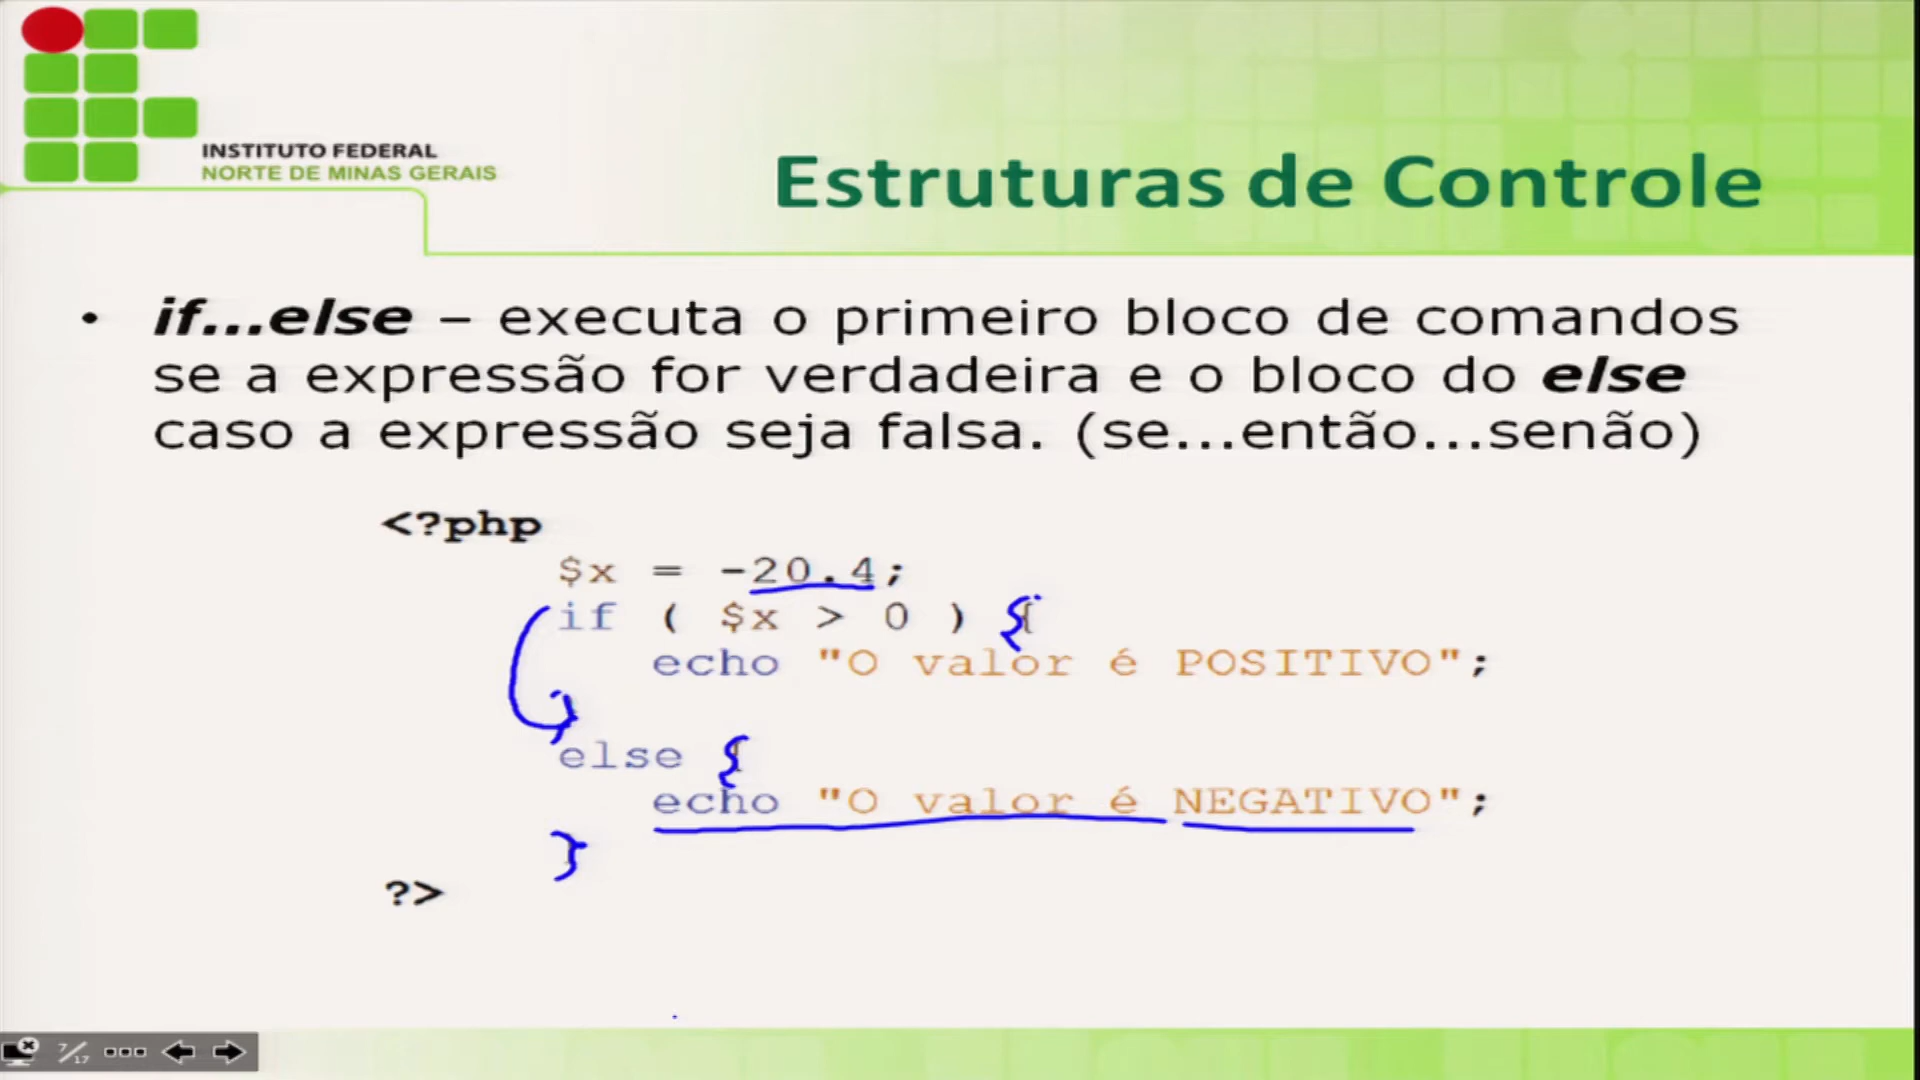 INSTITUTO FEDERAL
NORTE DE MINAS GERAIS
Estruturas de Controle
• if...else – executa o primeiro bloco de comandos
se a expressão for verdadeira e o bloco do else
caso a expressão seja falsa. (se...então...senão)
<?php
$x = -20.4;
if ( $x > 0 ) {
echo "O valor é POSITIVO";
}
else {
echo "O valor é NEGATIVO";
}
?>
7/17